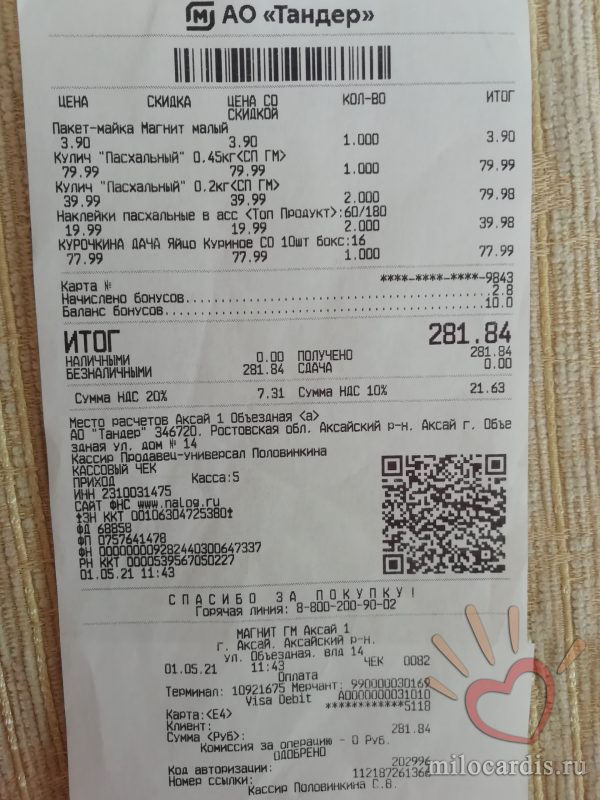 М АО «Тандер»
ЦЕНА СКИДКА ЦЕНА СО СКИДКОЙ КОЛ-ВО ИТОГ
Пакет-майка Магнит малый
3.90 3.90 1.000 3.90
Кулич "Пасхальный" 0.45кг<СП ГМ>
79.99 79.99 1.000 79.99
Кулич "Пасхальный" 0.2кг<СП ГМ>
39.99 39.99 2.000 79.98
Наклейки пасхальные в асс <Топ Продукт>:60/180
19.99 19.99 2.000 39.98
КУРОЧКИНА ДАЧА Яйцо Куриное СО 10шт бокс:16
77.99 77.99 1.000 77.99
Карта № ****-****-****-9843
Начислено бонусов 2.8
Баланс бонусов 10.0
ИТОГ 281.84
НАЛИЧНЫМИ 0.00 ПОЛУЧЕНО 281.84
БЕЗНАЛИЧНЫМИ 281.84 СДАЧА 0.00
Сумма НДС 20% 7.31 Сумма НДС 10% 21.63
Место расчетов Аксай 1 Объездная <а>
АО "Тандер" 346720. Ростовская обл. Аксайский р-н. Аксай г. Объе
здная ул. дом № 14
Кассир Продавец-универсал Половинкина
КАССОВЫЙ ЧЕК
ПРИХОД Касса:5
ИНН 2310031475
САЙТ ФНС www.nalog.ru
ЗН ККТ 00106304725380
ФД 68858
ФП 0757641478
ФН 00000000928244030064​7337
РН ККТ 0000539567050227
01.05.21 11:43
СПАСИБО ЗА ПОКУПКУ!
Горячая линия: 8-800-200-90-02
МАГНИТ ГМ Аксай 1
г. Аксай. Аксайский р-н.
ул. Объездная, влд 14
01.05.21 11:43 ЧЕК 0082
Оплата
Терминал: 10921675 Мерчант: 990000030169
Visa Debit A0000000031010
Карта:<E4> ************5118
Клиент:
Сумма <Руб>: 281.84
Комиссия за операцию - 0 Руб.
ОДОБРЕНО
Код авторизации: 202996
Номер ссылки: 112187261366
Кассир Половинкина С.В.
milocardis.ru